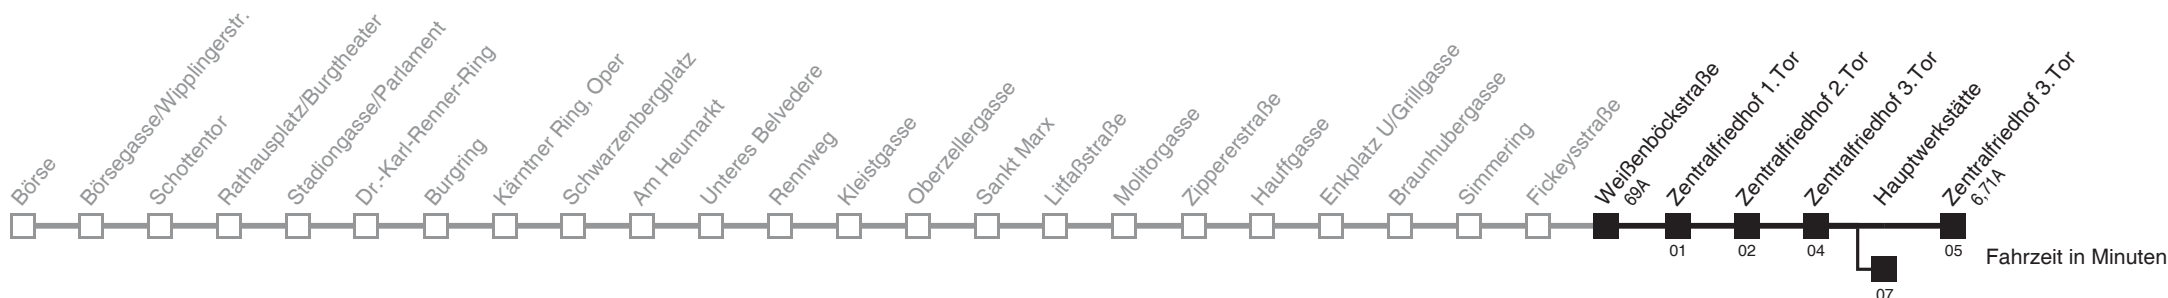 Börse
Börsegasse/Wipplingerstr.
Schottentor
Rathausplatz/Burgtheater
Stadiongasse/Parlament
Dr.-Karl-Renner-Ring
Burgring
Kärntner Ring, Oper
Schwarzenbergplatz
Am Heumarkt
Unteres Belvedere
Rennweg
Kleistgasse
Oberzellergasse
Sankt Marx
Litfaßstraße
Molitorgasse
Zippererstraße
Hauffgasse
Enkplatz U/Grillgasse
Braunhubergasse
Simmering
Fickeysstraße
Weißenböckstraße
69A
Zentralfriedhof 1. Tor
Zentralfriedhof 2. Tor
Zentralfriedhof 3. Tor
Hauptwerkstätte
Zentralfriedhof 3. Tor
6,71A
01
02
04
05
Fahrzeit in Minuten
07